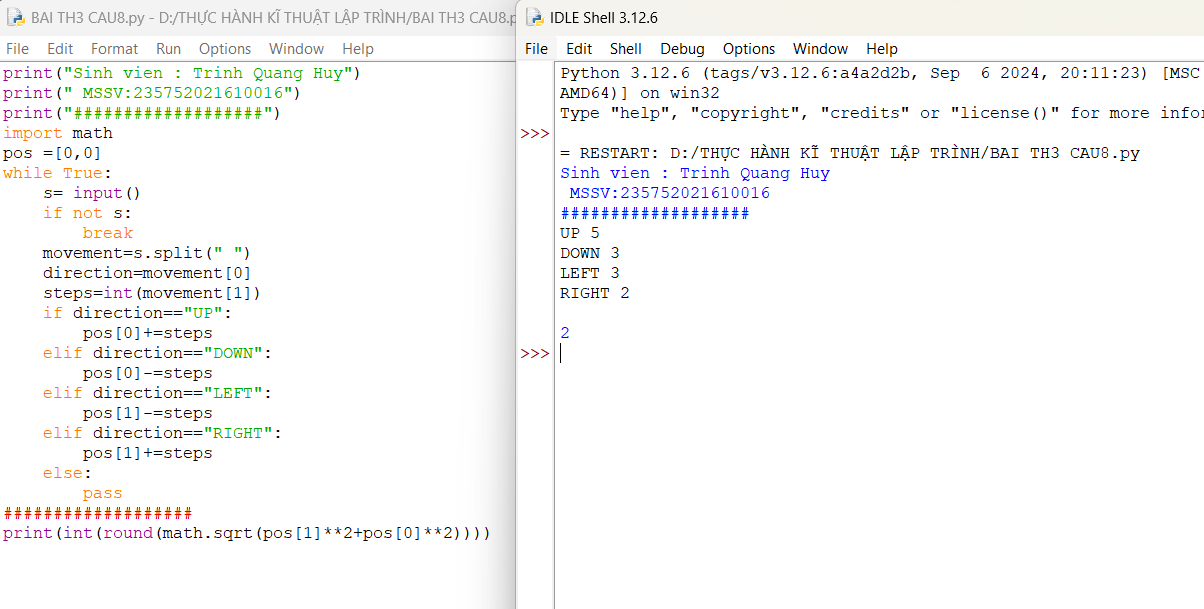 BAI TH3 CAU8.py - D:/THỰC HÀNH KĨ THUẬT LẬP TRÌNH/BAI TH3 CAU8.p
File Edit Format Run Options Window Help
print("Sinh vien : Trinh Quang Huy")
print(" MSSV:235752021610016")
print("###################")
import math
pos =[0,0]
while True:
    s= input()
    if not s:
        break
    movement=s.split(" ")
    direction=movement[0]
    steps=int(movement[1])
    if direction=="UP":
        pos[0]+=steps
    elif direction=="DOWN":
        pos[0]-=steps
    elif direction=="LEFT":
        pos[1]-=steps
    elif direction=="RIGHT":
        pos[1]+=steps
    else:
        pass
###################
print(int(round(math.sqrt(pos[1]**2+pos[0]**2))))
IDLE Shell 3.12.6
File Edit Shell Debug Options Window Help
Python 3.12.6 (tags/v3.12.6:a4a2d2b, Sep  6 2024, 20:11:23) [MSC
AMD64)] on win32
Type "help", "copyright", "credits" or "license()" for more infor
>>>
= RESTART: D:/THỰC HÀNH KĨ THUẬT LẬP TRÌNH/BAI TH3 CAU8.py
Sinh vien : Trinh Quang Huy
 MSSV:235752021610016
###################
UP 5
DOWN 3
LEFT 3
RIGHT 2
2
>>>